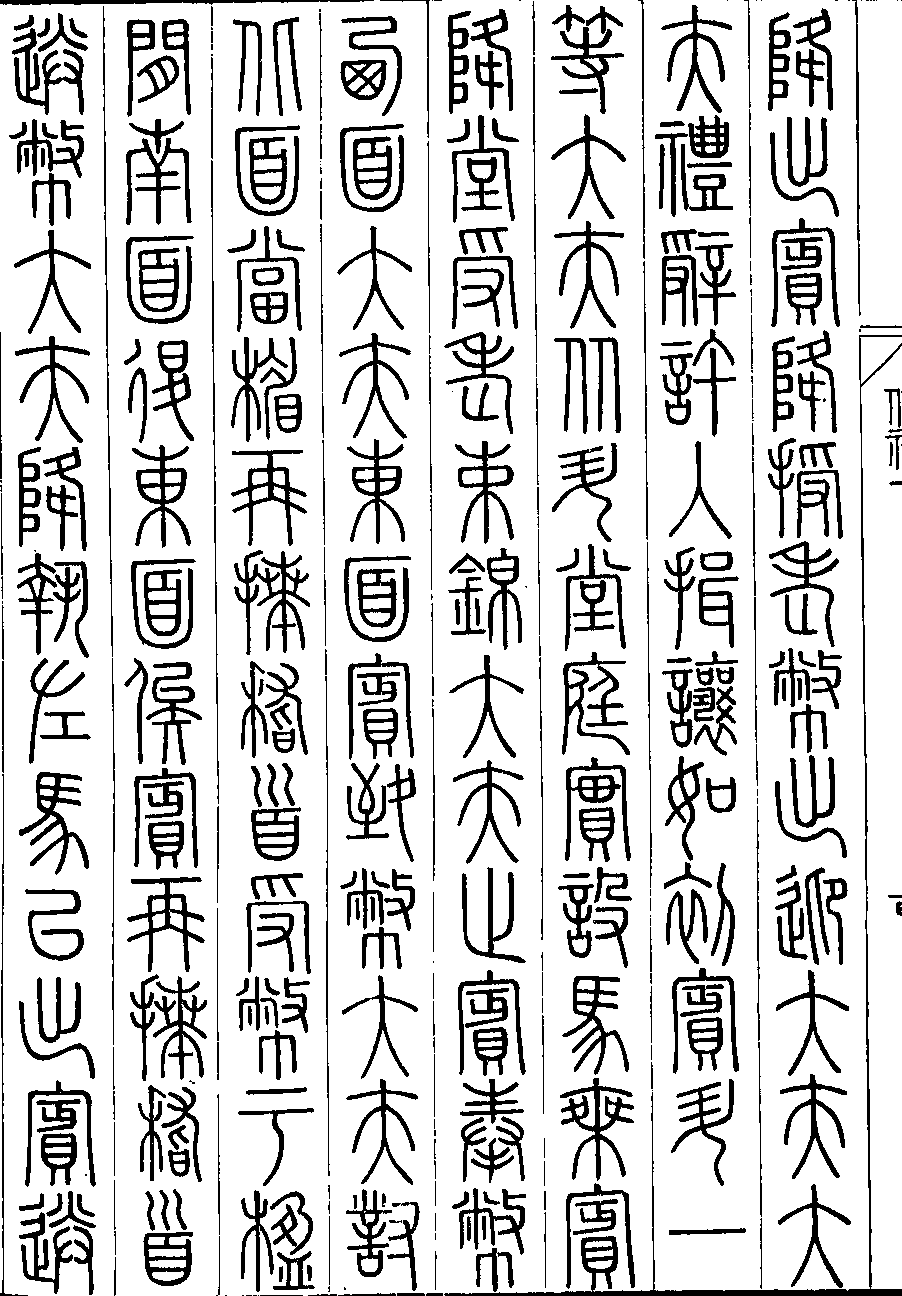 降出賓降授老幣出迎大夫大
夫禮辭許入揖讓如初賓升一
等大夫从升堂庭實設馬乘賓
降堂受老束錦大夫止賓奉幣
西面大夫東面賓致幣大夫對
北面當楣再拜稽首受幣于楹
間南面退東面俟賓再拜稽首
送幣大夫降執左馬以出賓送